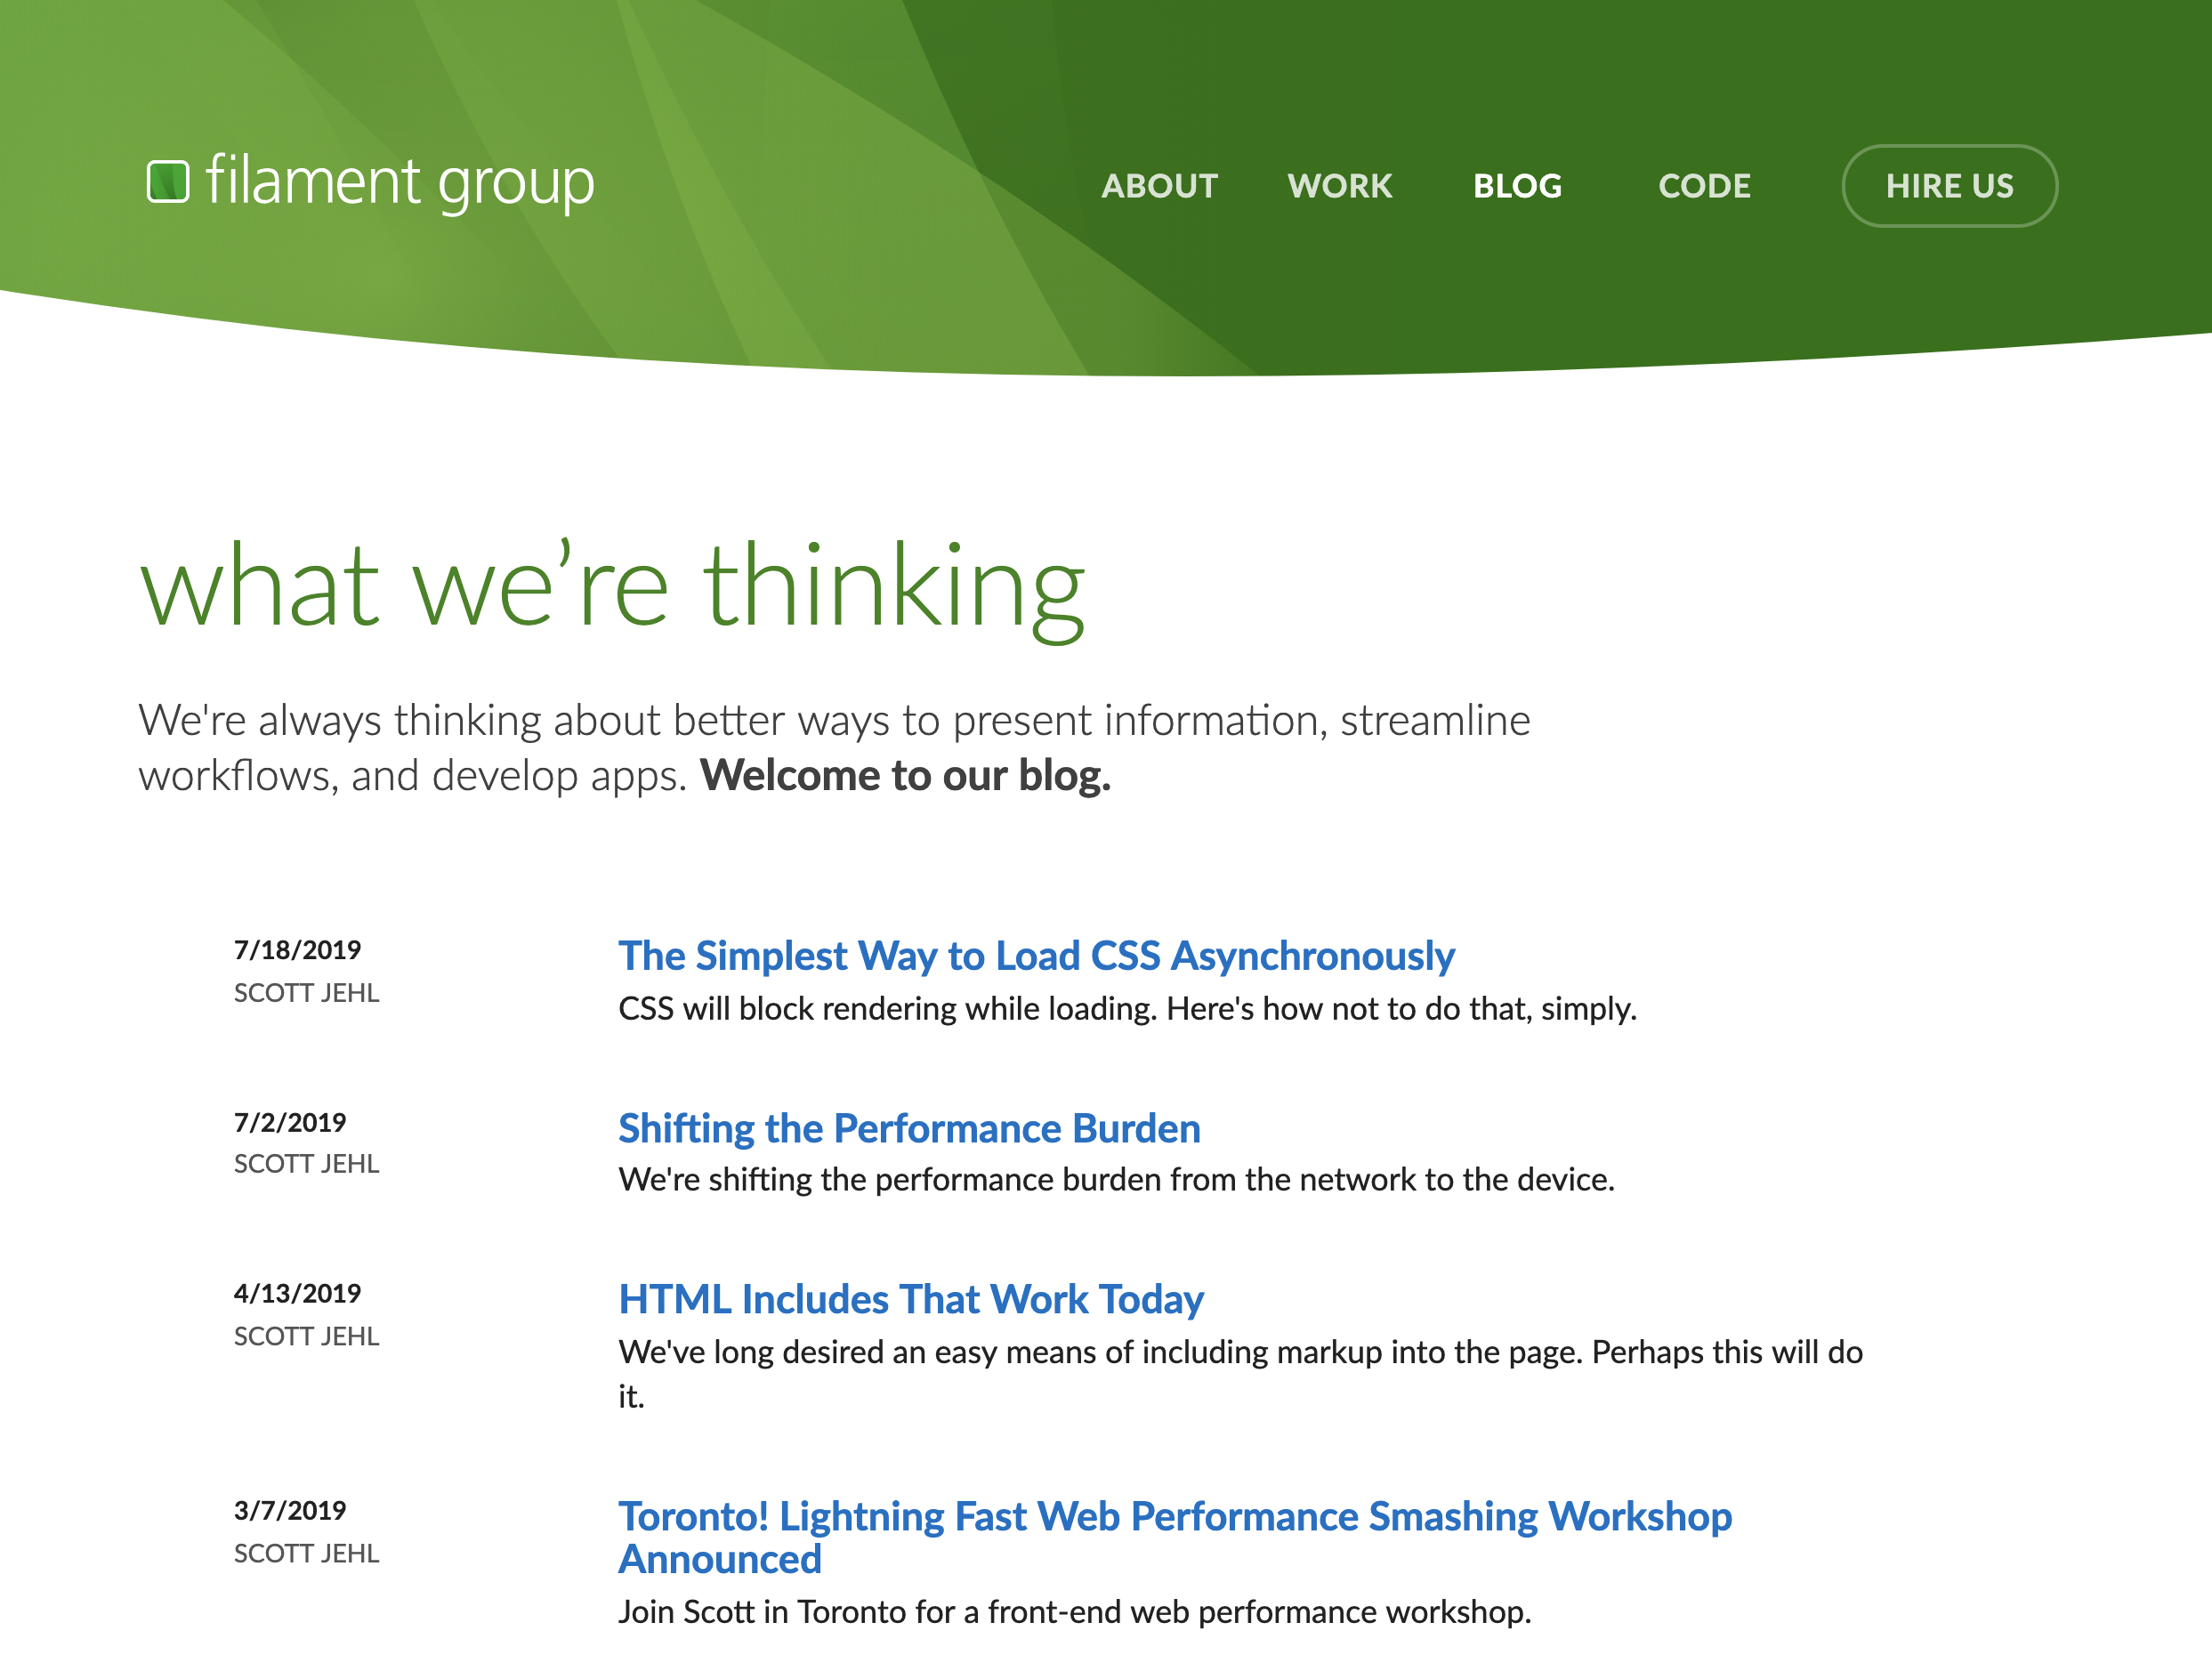 filament group
ABOUT WORK BLOG CODE HIRE US
what we’re thinking
We're always thinking about better ways to present information, streamline
workflows, and develop apps. Welcome to our blog.
7/18/2019
SCOTT JEHL
The Simplest Way to Load CSS Asynchronously
CSS will block rendering while loading. Here's how not to do that, simply.
7/2/2019
SCOTT JEHL
Shifting the Performance Burden
We're shifting the performance burden from the network to the device.
4/13/2019
SCOTT JEHL
HTML Includes That Work Today
We've long desired an easy means of including markup into the page. Perhaps this will do
it.
3/7/2019
SCOTT JEHL
Toronto! Lightning Fast Web Performance Smashing Workshop
Announced
Join Scott in Toronto for a front-end web performance workshop.